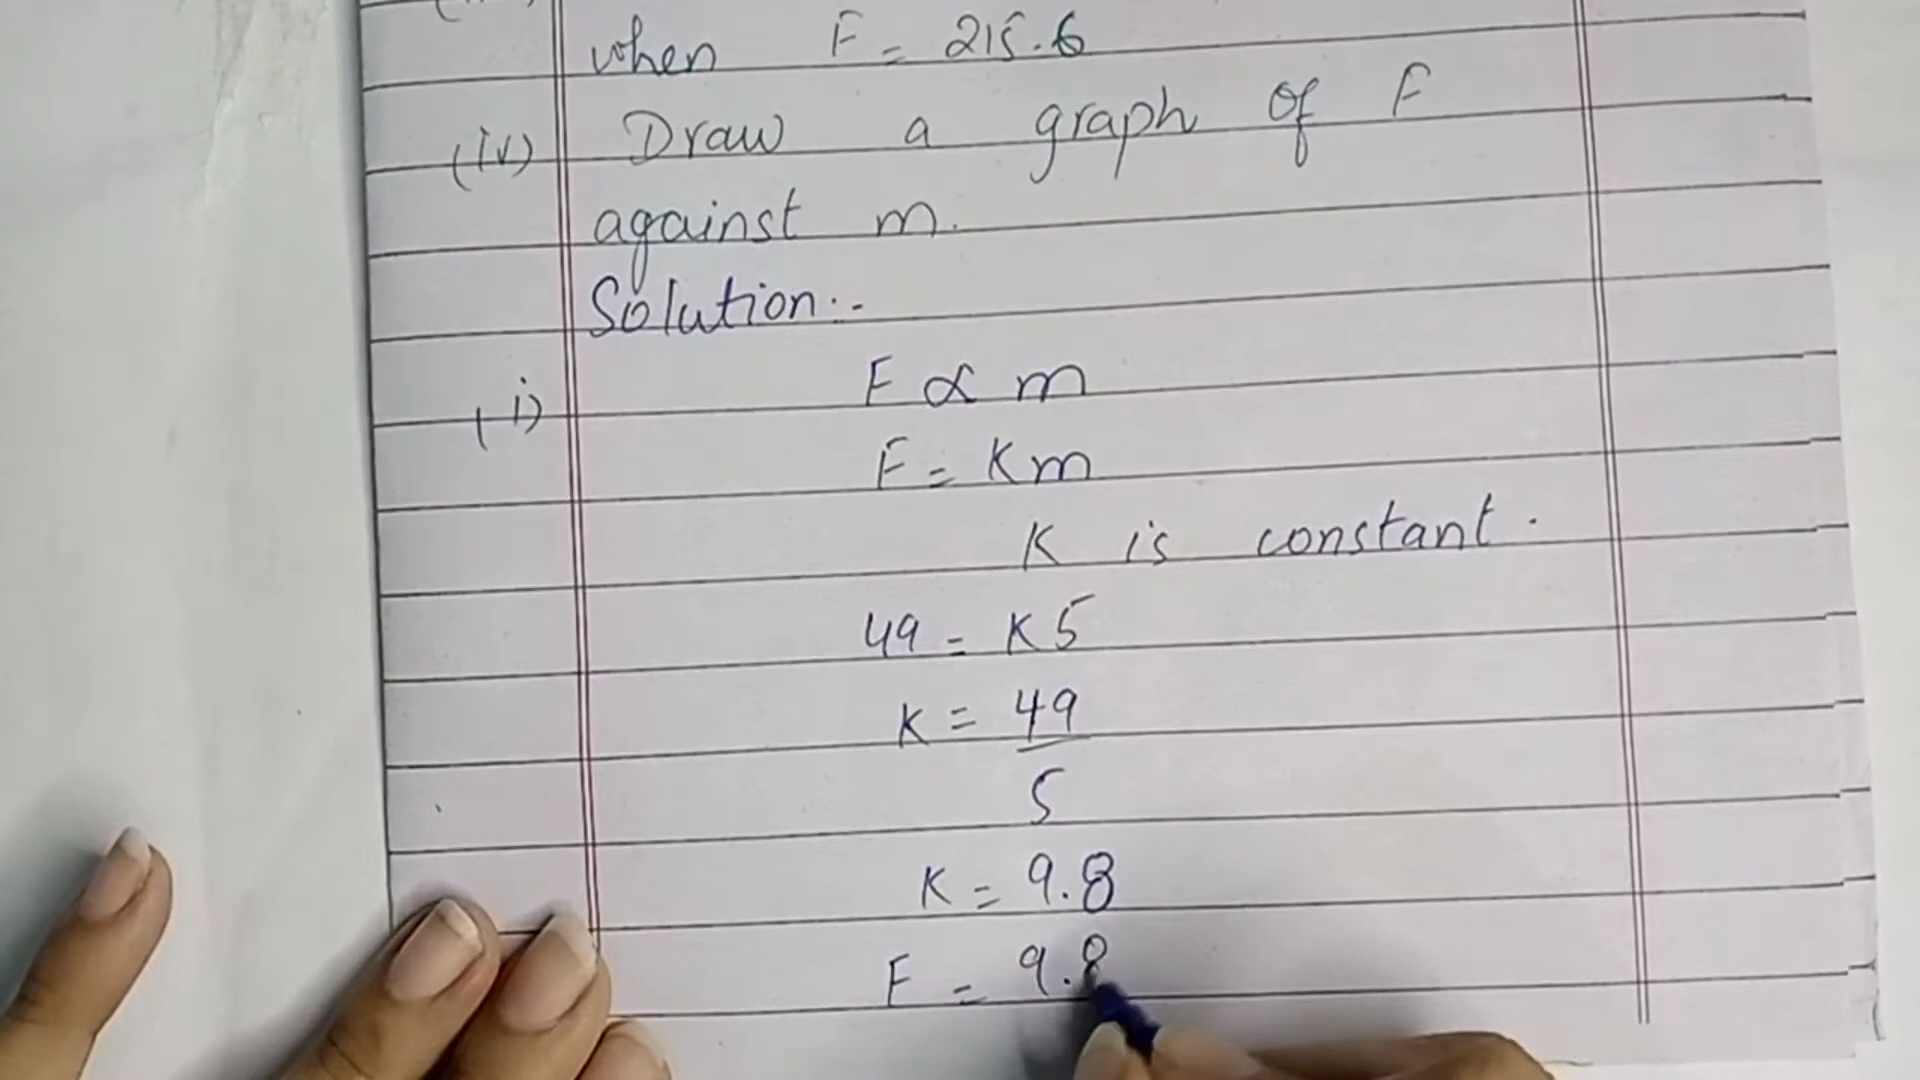 when F = 215.6
(iv) Draw a graph of F
against m.
Solution:-
(i) F ∝ m
F = Km
K is constant.
49 = K5
K = 49
5
K = 9.8
F = 9.8